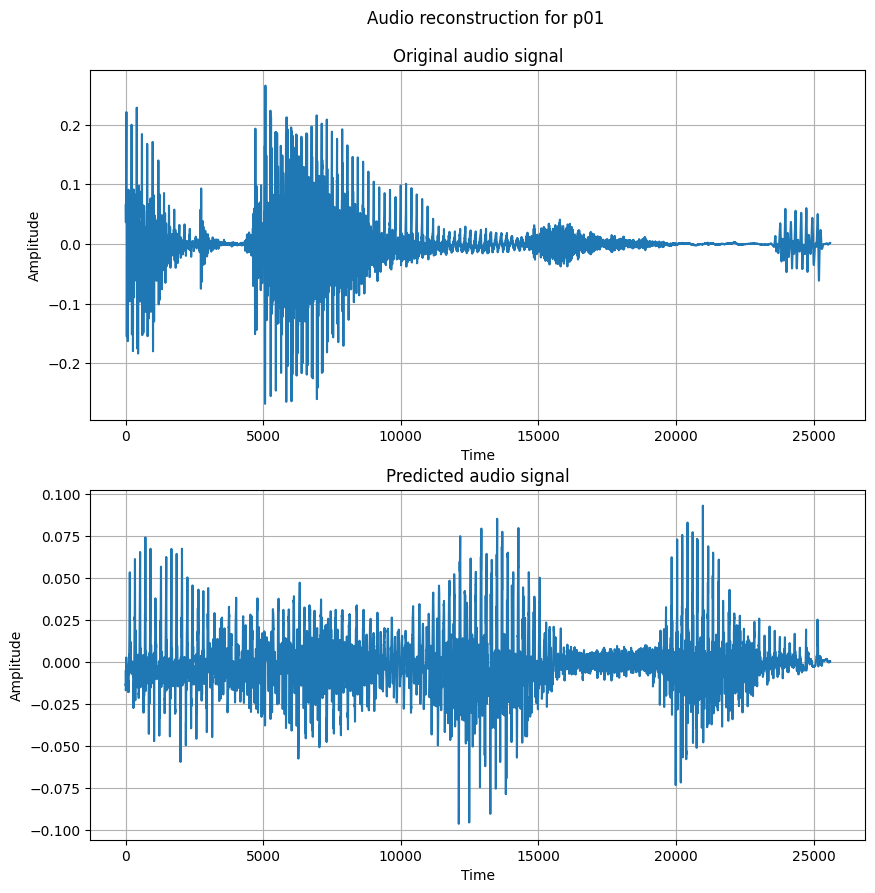 Audio reconstruction for p01
Original audio signal
0.2
0.1
0.0
−0.1
−0.2
Amplitude
0 5000 10000 15000 20000 25000
Time
Predicted audio signal
0.100
0.075
0.050
0.025
0.000
−0.025
−0.050
−0.075
−0.100
Amplitude
0 5000 10000 15000 20000 25000
Time